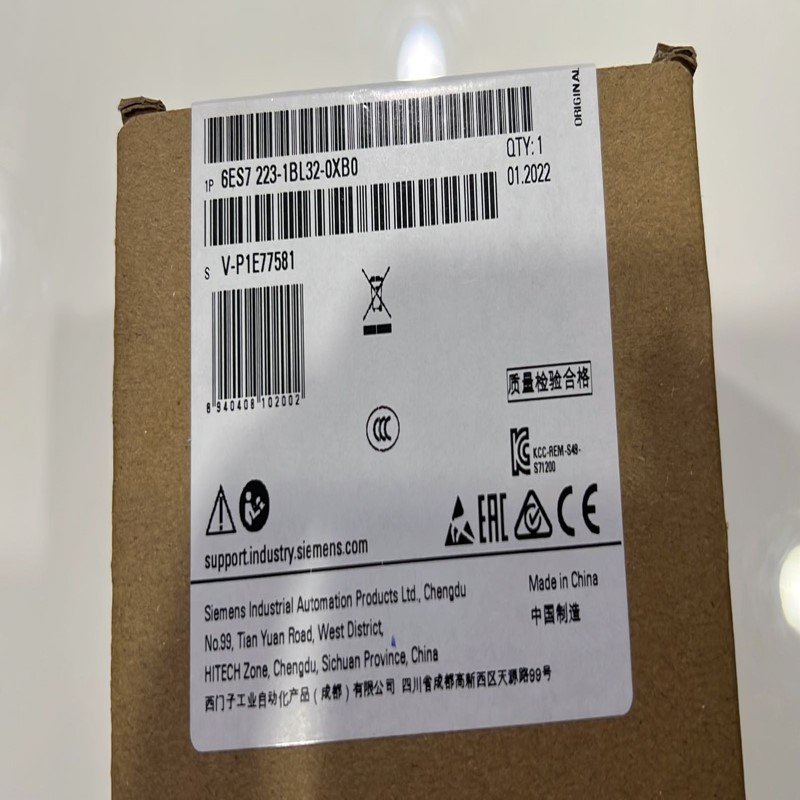 ORIGINAL
1P 6ES7 223-1BL32-0XB0
QTY: 1
01.2022
S V-P1E77581
8 940408 102002
质量检验合格
KCC-REM-S49-
S71200
EAC
CE
support.industry.siemens.com
Siemens Industrial Automation Products Ltd., Chengdu
No.99, Tian Yuan Road, West District,
HITECH Zone, Chengdu, Sichuan Province, China
Made in China
中国制造
西门子工业自动化产品（成都）有限公司 四川省成都高新西区天源路99号